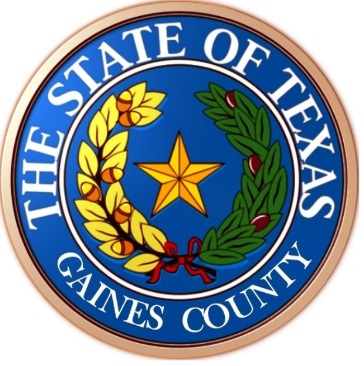 THE STATE OF TEXAS
GAINES COUNTY